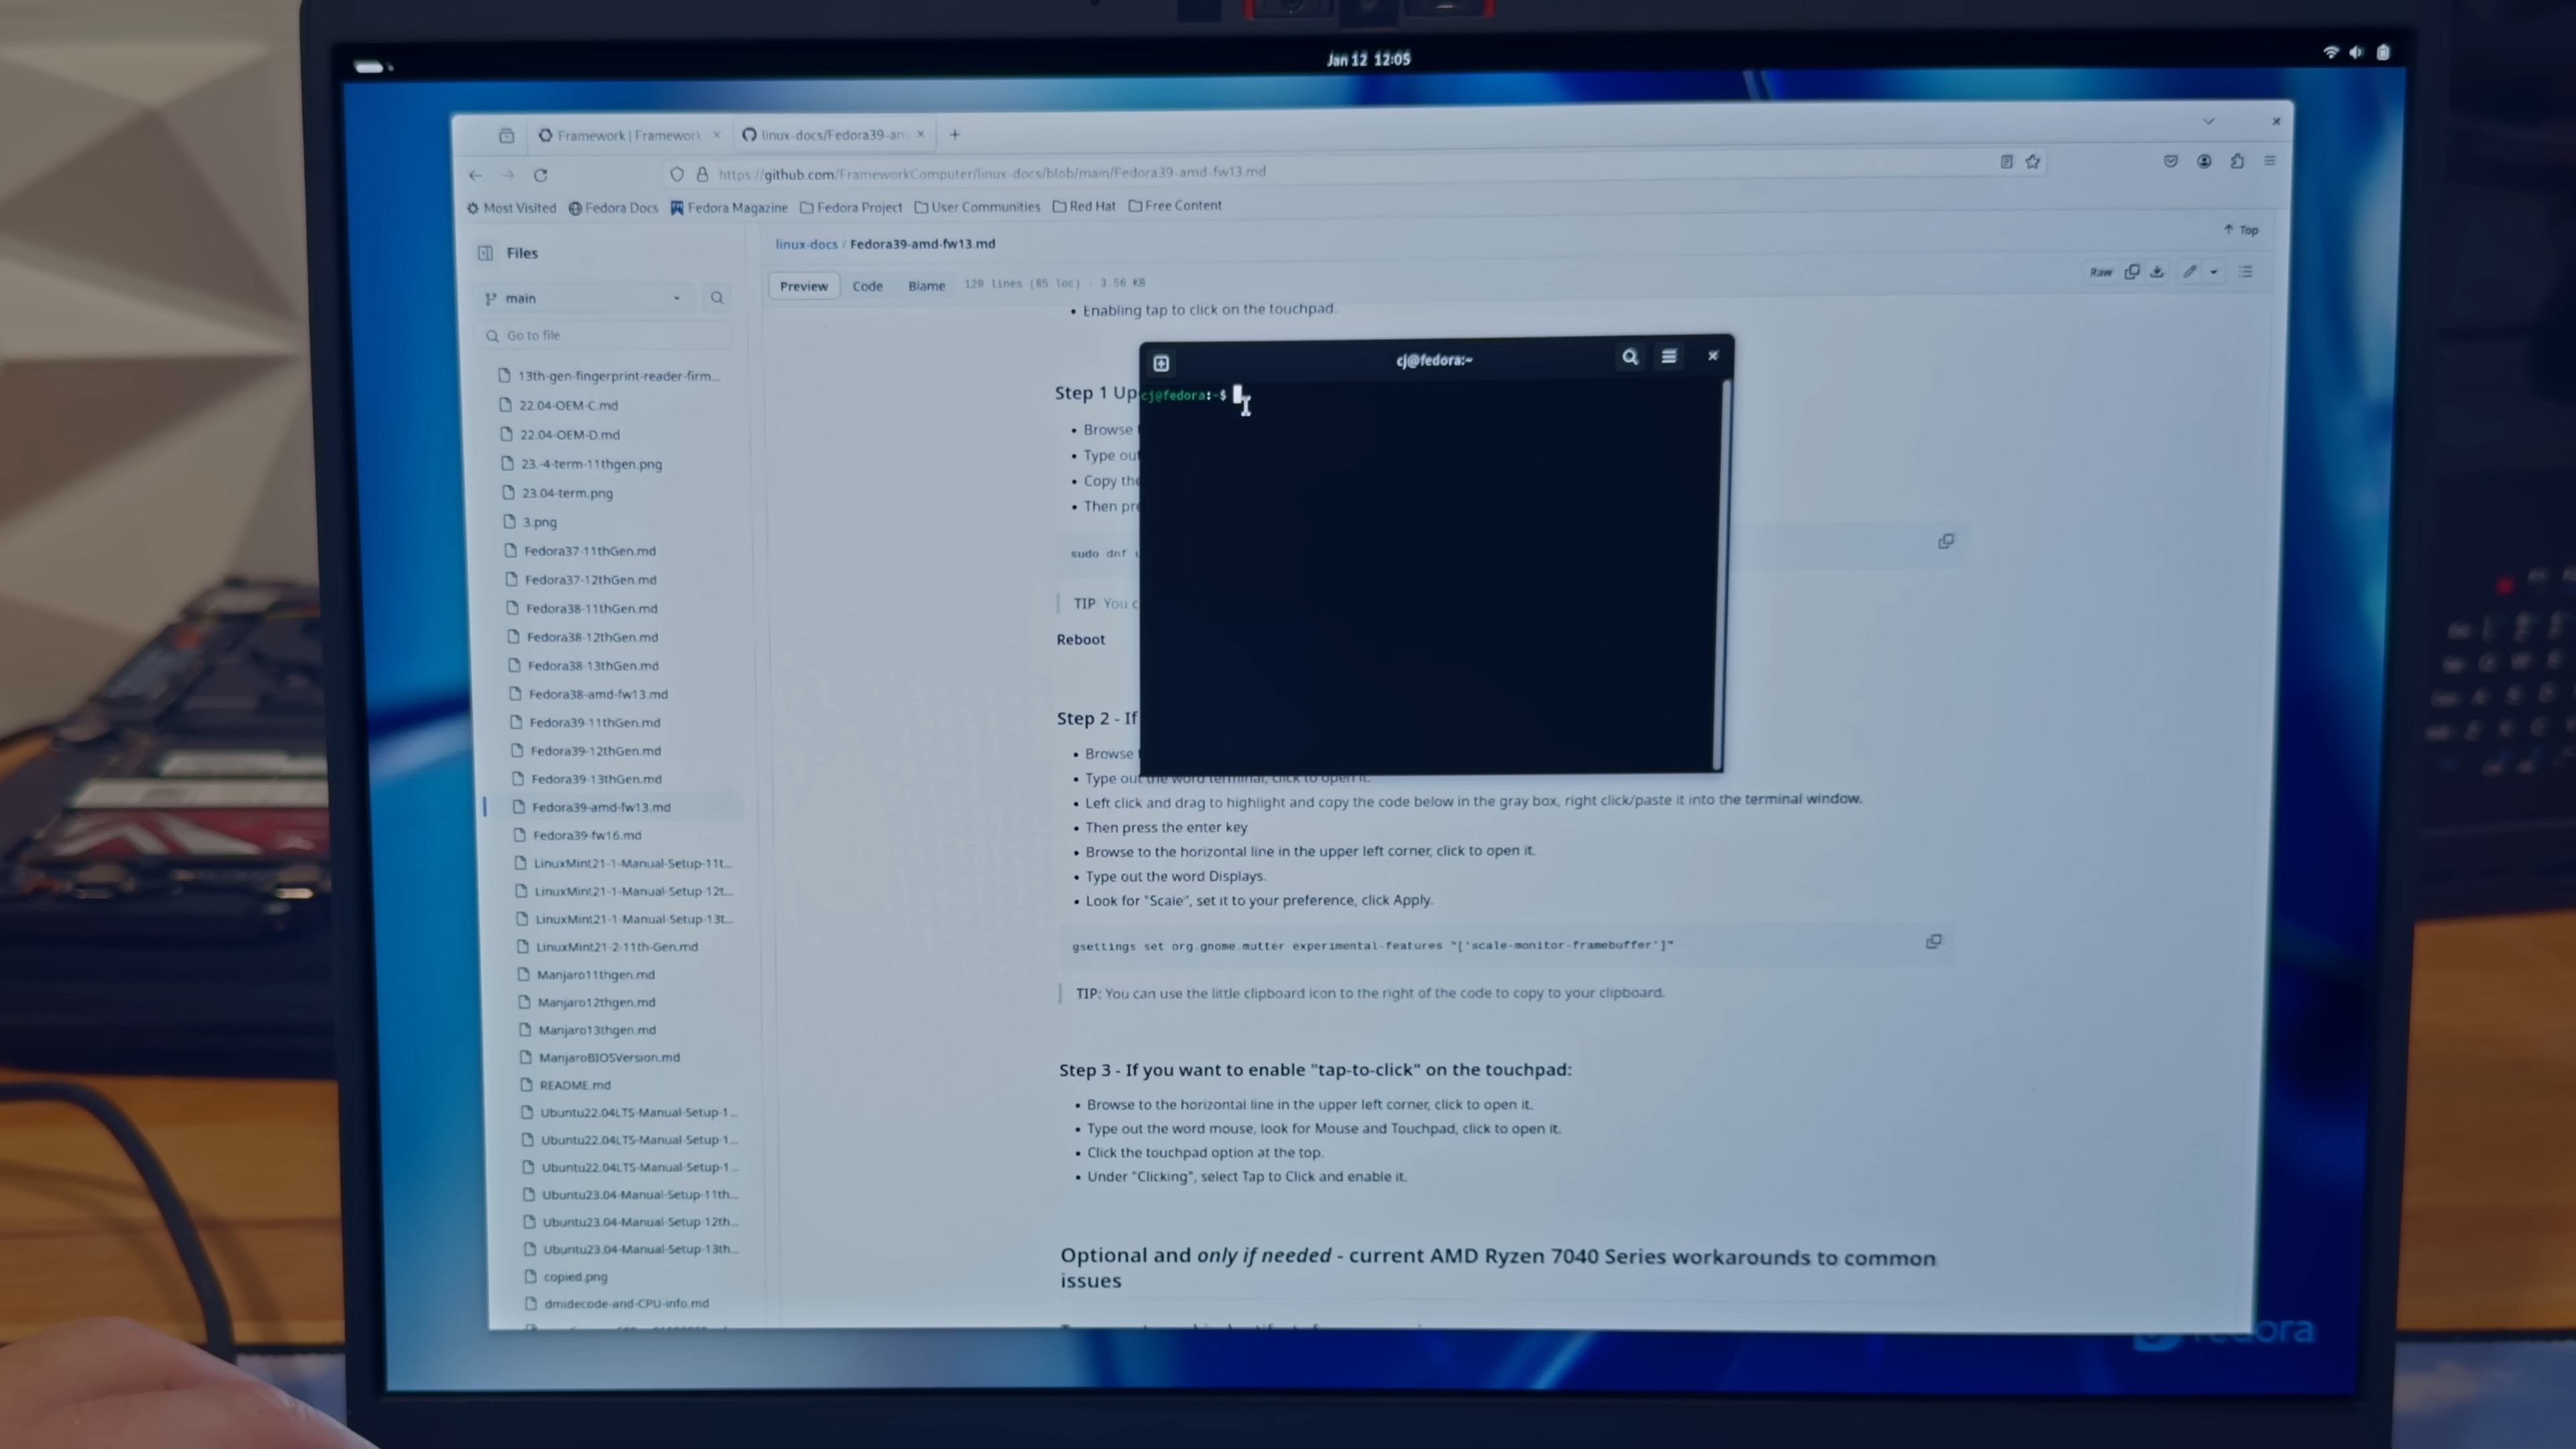 Jan 12 12:05
Framework | Framework
linux-docs/Fedora39-am
https://github.com/FrameworkComputer/linux-docs/blob/main/Fedora39-amd-fw13.md
Most Visited Fedora Docs Fedora Magazine Fedora Project User Communities Red Hat Free Content
Files
main
Go to file
13th-gen-fingerprint-reader-firm...
22.04-OEM-C.md
22.04-OEM-D.md
23.-4-term-11thgen.png
23.04-term.png
3.png
Fedora37-11thGen.md
Fedora37-12thGen.md
Fedora38-11thGen.md
Fedora38-12thGen.md
Fedora38-13thGen.md
Fedora38-amd-fw13.md
Fedora39-11thGen.md
Fedora39-12thGen.md
Fedora39-13thGen.md
Fedora39-amd-fw13.md
Fedora39-fw16.md
LinuxMint21-1-Manual-Setup-11t...
LinuxMint21-1-Manual-Setup-12t...
LinuxMint21-1-Manual-Setup-13t...
LinuxMint21-2-11th-Gen.md
Manjaro11thgen.md
Manjaro12thgen.md
Manjaro13thgen.md
ManjaroBIOSVersion.md
README.md
Ubuntu22.04LTS-Manual-Setup-1...
Ubuntu22.04LTS-Manual-Setup-1...
Ubuntu22.04LTS-Manual-Setup-1...
Ubuntu23.04-Manual-Setup-11th...
Ubuntu23.04-Manual-Setup-12th...
Ubuntu23.04-Manual-Setup-13th...
copied.png
dmidecode-and-CPU-info.md
linux-docs / Fedora39-amd-fw13.md
Top
Preview Code Blame 120 lines (85 loc) · 3.56 KB
Raw
• Enabling tap to click on the touchpad.
Step 1 Up
• Browse
• Type out
• Copy the
• Then pre
sudo dnf u
TIP: You c
Reboot
cj@fedora:~
cj@fedora:~$
Step 2 - If
• Browse
• Type out the word terminal, click to open it.
• Left click and drag to highlight and copy the code below in the gray box, right click/paste it into the terminal window.
• Then press the enter key
• Browse to the horizontal line in the upper left corner, click to open it.
• Type out the word Displays.
• Look for "Scale", set it to your preference, click Apply.
gsettings set org.gnome.mutter experimental-features "['scale-monitor-framebuffer']"
TIP: You can use the little clipboard icon to the right of the code to copy to your clipboard.
Step 3 - If you want to enable "tap-to-click" on the touchpad:
• Browse to the horizontal line in the upper left corner, click to open it.
• Type out the word mouse, look for Mouse and Touchpad, click to open it.
• Click the touchpad option at the top.
• Under "Clicking", select Tap to Click and enable it.
Optional and only if needed - current AMD Ryzen 7040 Series workarounds to common
issues
fedora